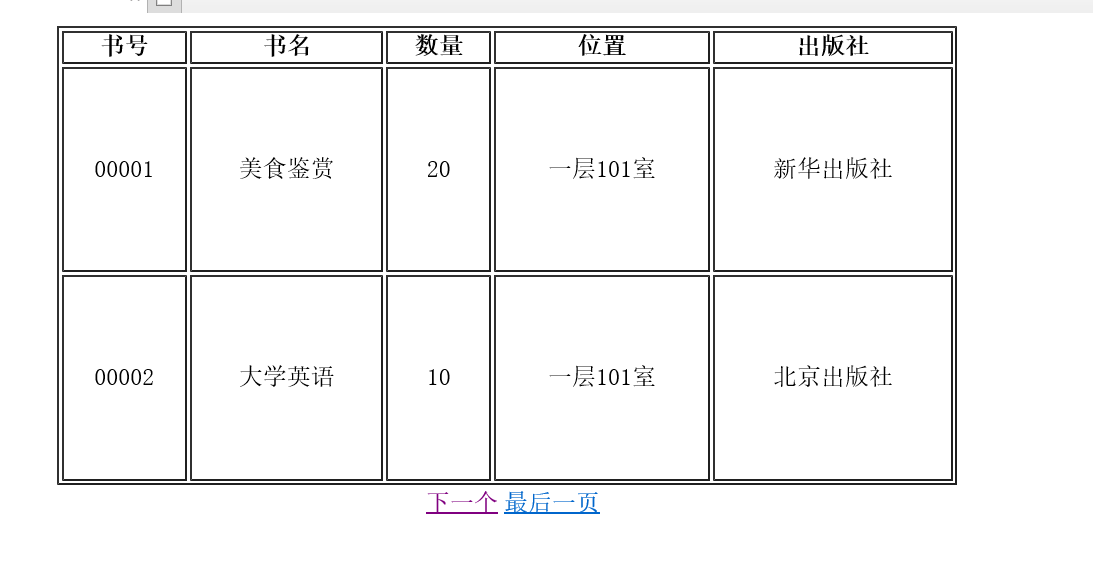 书号 书名 数量 位置 出版社
00001 美食鉴赏 20 一层101室 新华出版社
00002 大学英语 10 一层101室 北京出版社
下一个 最后一页